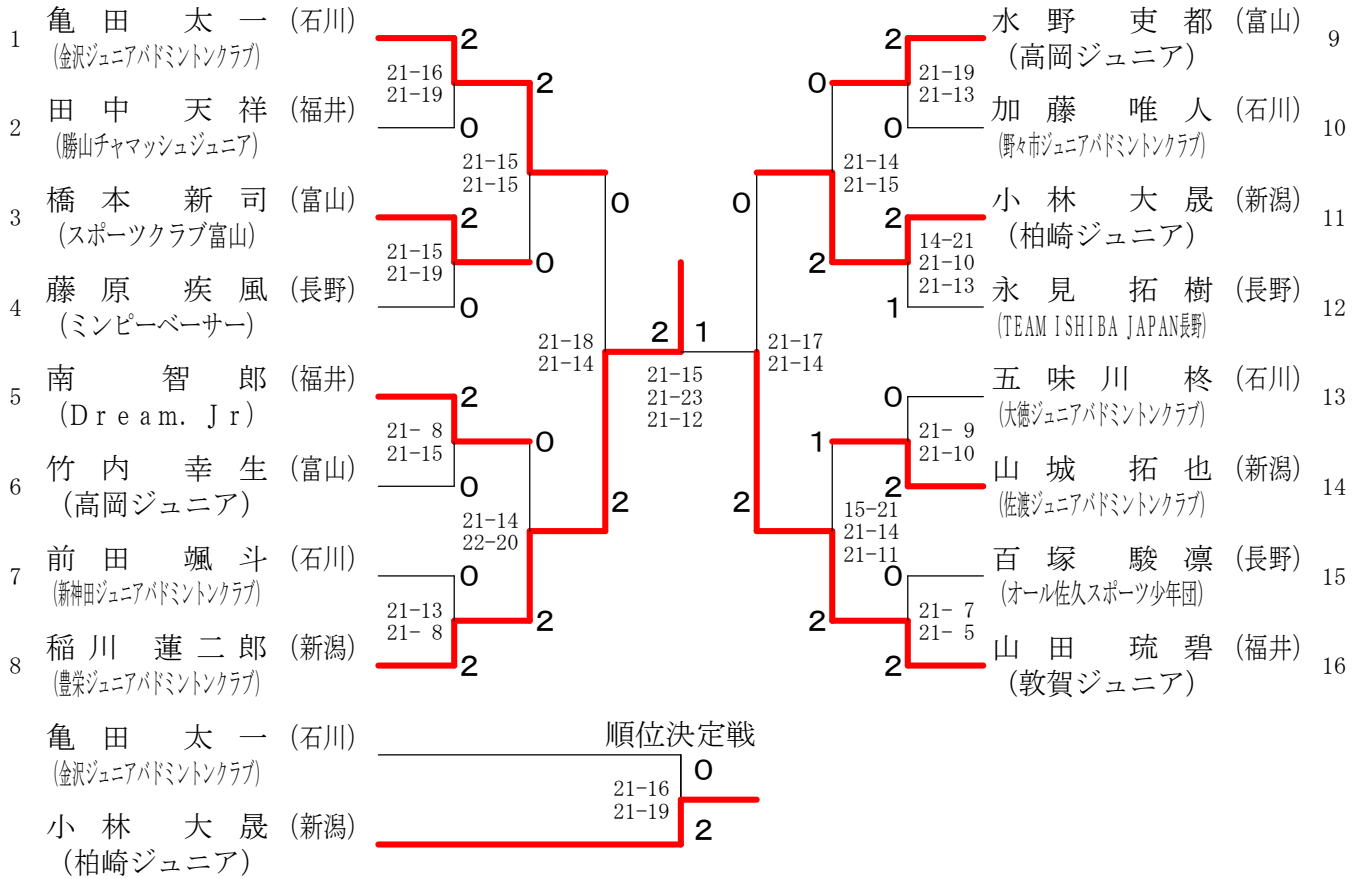 1 亀田 太一 (石川)
(金沢ジュニアバドミントンクラブ)
2 田中 天祥 (福井)
(勝山チャマッシュジュニア)
3 橋本 新司 (富山)
(スポーツクラブ富山)
4 藤原 疾風 (長野)
(ミンピーベーサー)
5 南 智郎 (福井)
(Dream.Jr)
6 竹内 幸生 (富山)
(高岡ジュニア)
7 前田 颯斗 (石川)
(新神田ジュニアバドミントンクラブ)
8 稲川 蓮二郎 (新潟)
(豊栄ジュニアバドミントンクラブ)
2
21-16
21-19
0
2
21-15
21-19
0
2
21- 8
21-15
0
0
21-13
21- 8
2
2
21-15
21-15
0
0
21-14
22-20
2
0
21-18
21-14
2
2 1
21-15
21-23
21-12
0
21-17
21-14
2
0
21-14
21-15
2
1
15-21
21-14
21-11
2
2
21-19
21-13
0
2
14-21
21-10
21-13
1
0
21- 9
21-10
2
0
21- 7
21- 5
2
水野 吏都 (富山) 9
(高岡ジュニア)
加藤 唯人 (石川) 10
(野々市ジュニアバドミントンクラブ)
小林 大晟 (新潟) 11
(柏崎ジュニア)
永見 拓樹 (長野) 12
(TEAM ISHIBA JAPAN長野)
五味川 柊 (石川) 13
(大徳ジュニアバドミントンクラブ)
山城 拓也 (新潟) 14
(佐渡ジュニアバドミントンクラブ)
百塚 駿凛 (長野) 15
(オール佐久スポーツ少年団)
山田 琉碧 (福井) 16
(敦賀ジュニア)
順位決定戦
亀田 太一 (石川)
(金沢ジュニアバドミントンクラブ)
小林 大晟 (新潟)
(柏崎ジュニア)
0
21-16
21-19
2